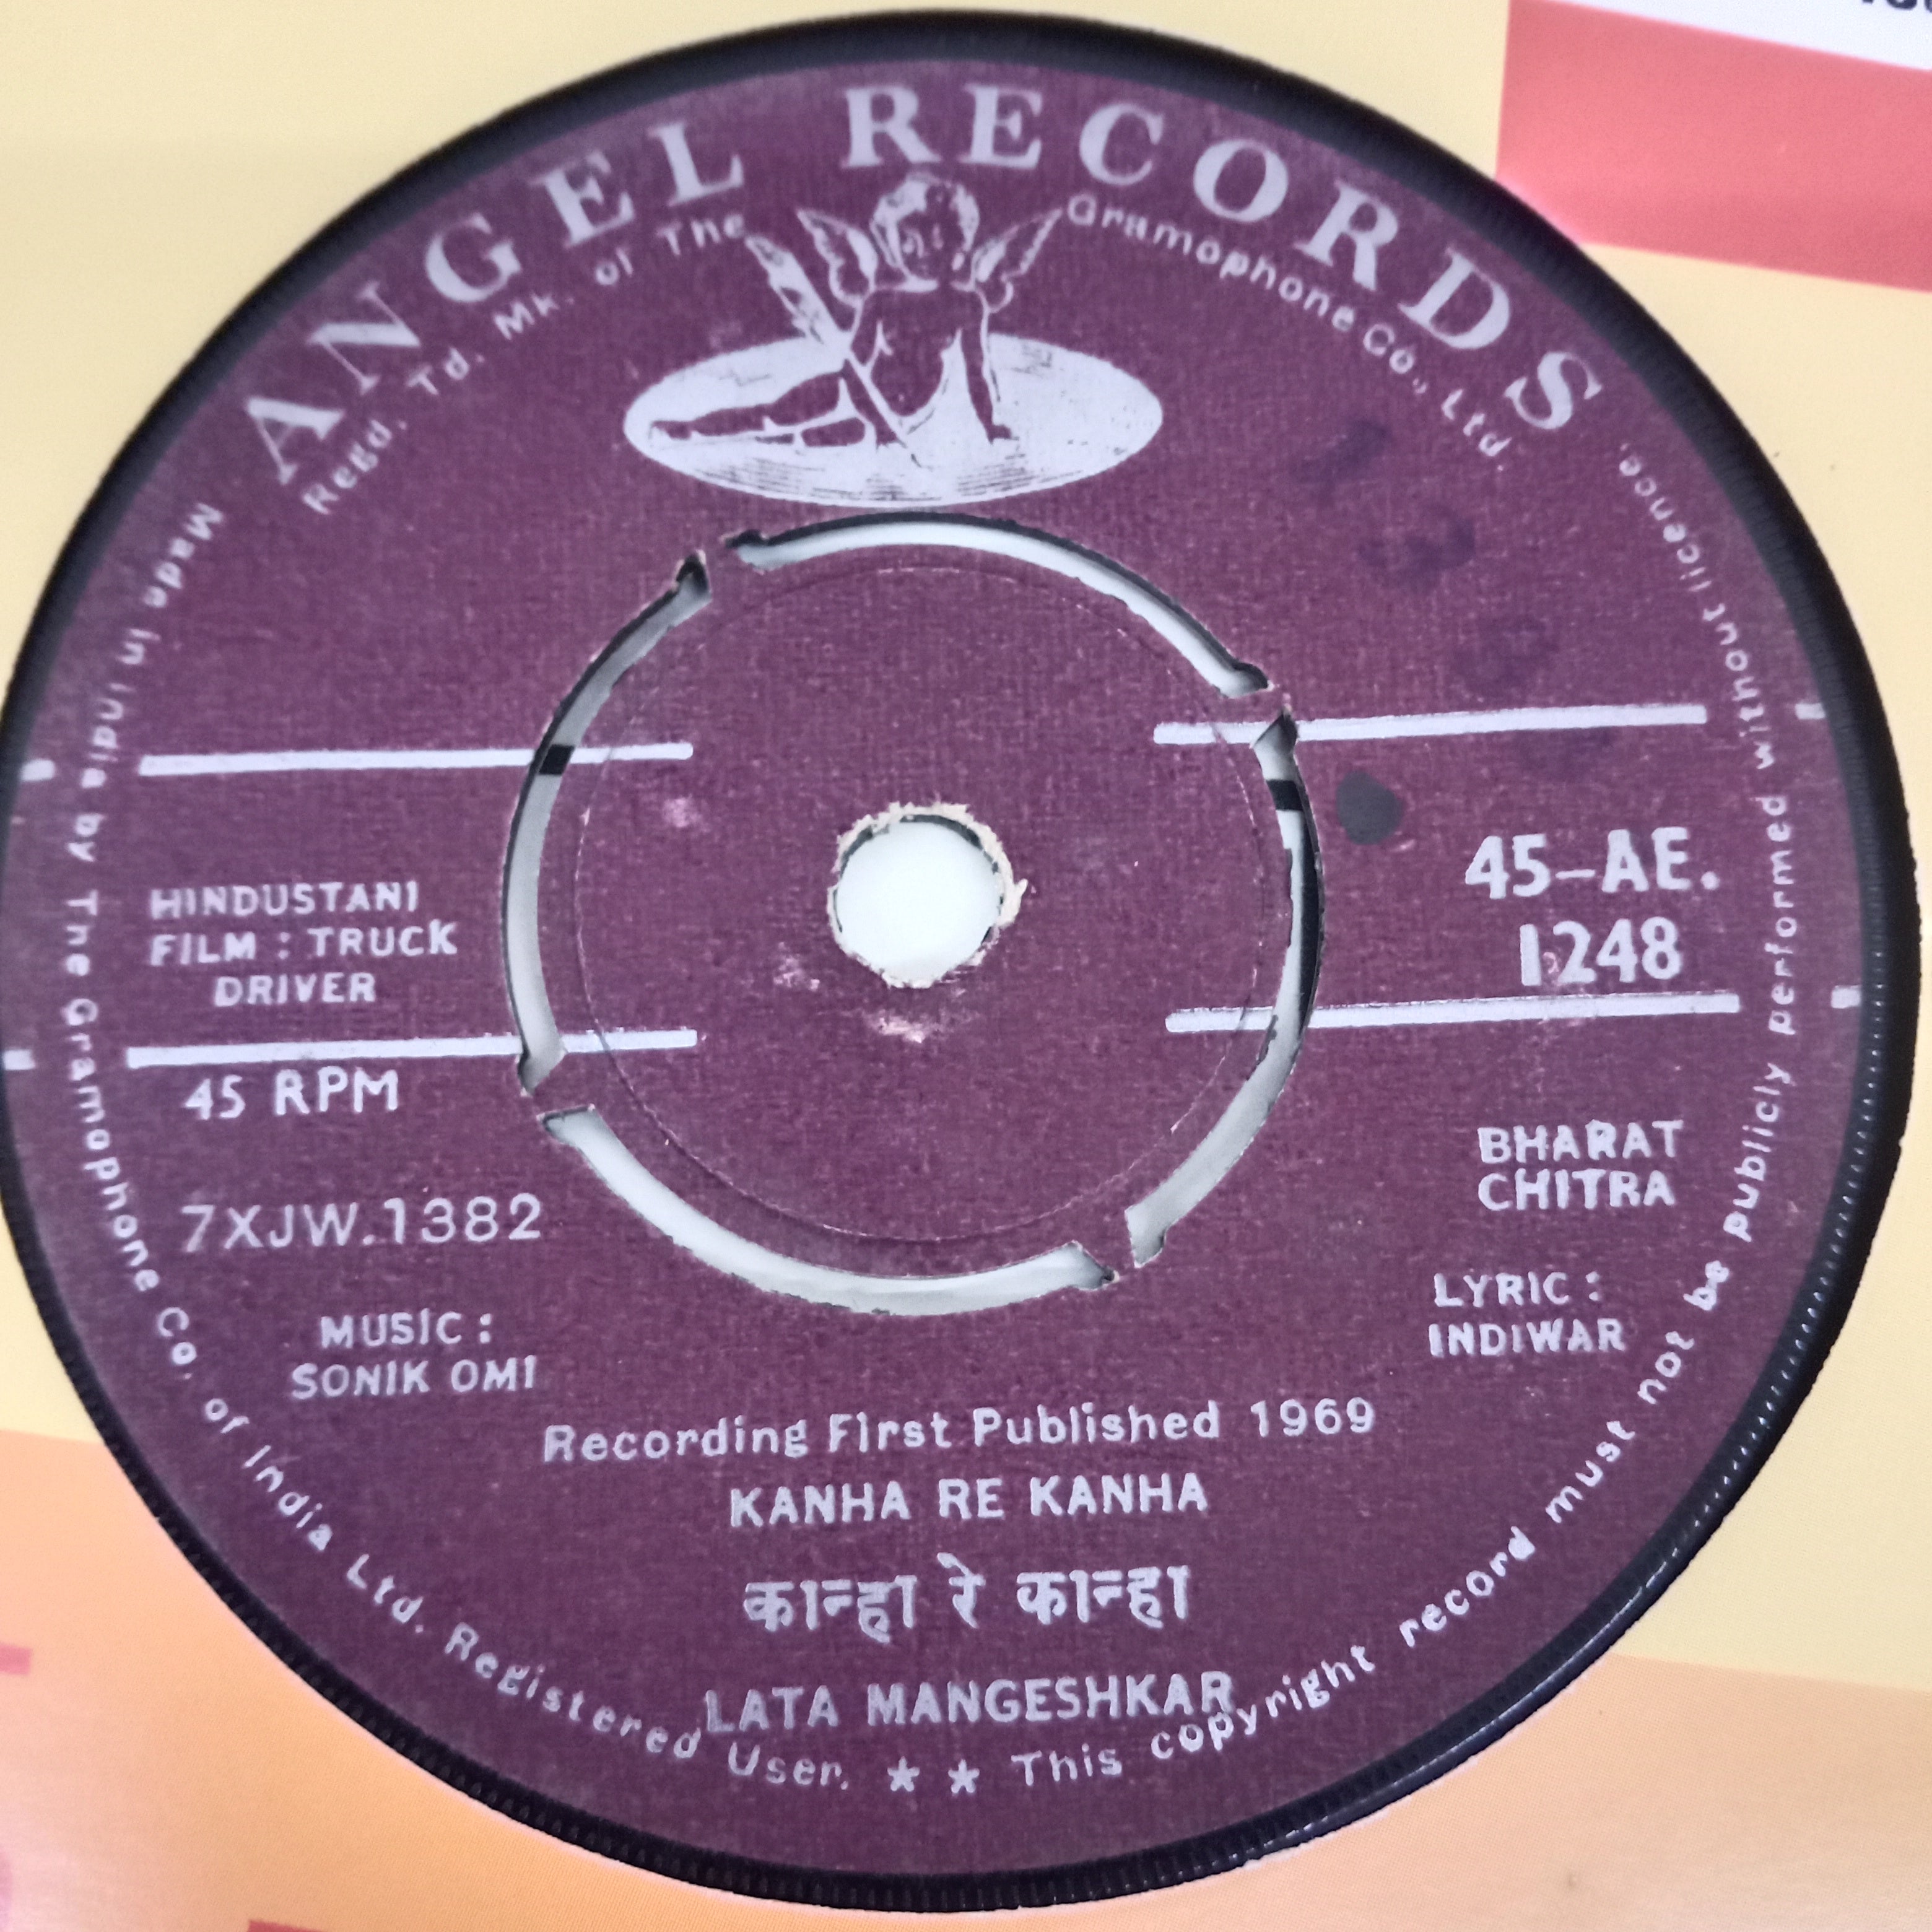 ANGEL RECORDS
Regd. Td. Mk. of The Gramophone Co., Ltd.
HINDUSTANI
FILM : TRUCK
DRIVER
45-AE.
1248
45 RPM
BHARAT
CHITRA
7XJW.1382
LYRIC :
INDIWAR
MUSIC :
SONIK OMI
Recording First Published 1969
KANHA RE KANHA
कान्हा रे कान्हा
LATA MANGESHKAR
Made in India by The Gramophone Co. of India Ltd. Registered User. ★ ★ This copyright record must not be publicly performed without licence.